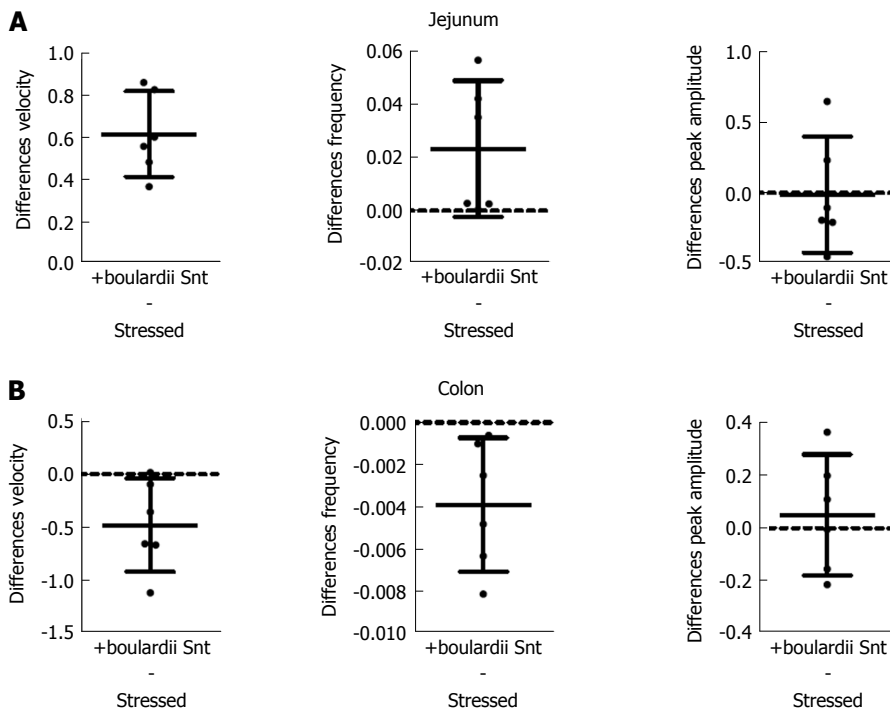 A
Jejunum
Differences velocity
1.0
0.8
0.6
0.4
0.2
0.0
+boulardii Snt
-
Stressed
Differences frequency
0.06
0.04
0.02
0.00
-0.02
+boulardii Snt
-
Stressed
Differences peak amplitude
1.0
0.5
0.0
-0.5
+boulardii Snt
-
Stressed
B
Colon
Differences velocity
0.5
0.0
-0.5
-1.0
-1.5
+boulardii Snt
-
Stressed
Differences frequency
0.000
-0.002
-0.004
-0.006
-0.008
-0.010
+boulardii Snt
-
Stressed
Differences peak amplitude
0.4
0.2
0.0
-0.2
-0.4
+boulardii Snt
-
Stressed